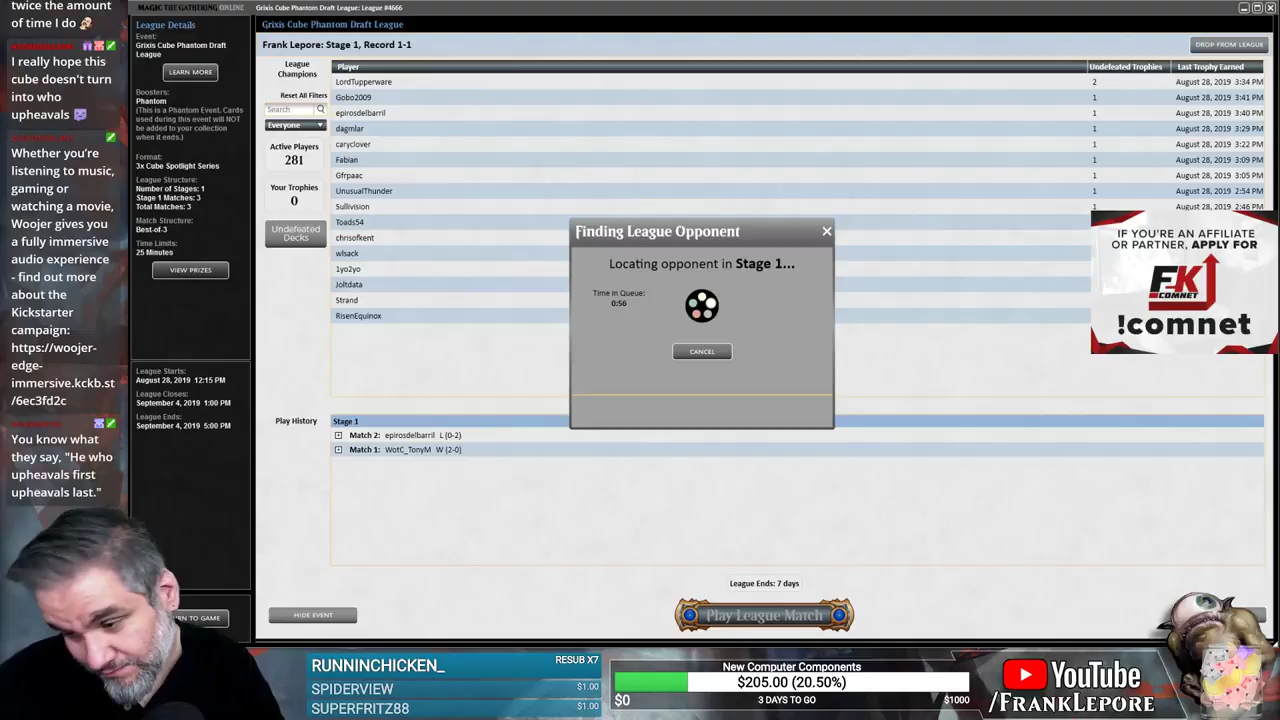 twice the amount
of time I
I really hope this
cube doesn't turn
into who
upheavals
Whether you're
listening to music,
gaming or
watching a movie,
Woojer gives you
a fully immersive
audio experience
- find out more
about the
Kickstarter
campaign:
https://woojer-
edge-
immersive.kckb.st
/6ec3fd2c
You know what
they say, "He who
upheavals first
upheavals last."
MAGIC THE GATHERING ONLINE
League Details
Event:
Grixis Cube Phantom Draft
League
LEARN MORE
Boosters:
Phantom
(This is a Phantom Event. Cards
used during this event will NOT
be added to your collection
when it ends.)
Format:
3x Cube Spotlight Series
League Structure:
Number of Stages: 1
Stage 1 Matches: 3
Total Matches: 3
Match Structure:
Best-of-3
Time Limits:
25 Minutes
VIEW PRIZES
League Starts:
August 28, 2019 12:15 PM
League Closes:
September 4, 2019 1:00 PM
League Ends:
September 4, 2019 5:00 PM
RN TO GAME
Grixis Cube Phantom Draft League: League #4666
Grixis Cube Phantom Draft League
Frank Lepore: Stage 1, Record 1-1
DROP FROM LEAGUE
League
Champions
Reset All Filters
Search
Everyone
Active Players
281
Your Trophies
0
Undefeated
Decks
Player Undefeated Trophies Last Trophy Earned
LordTupperware 2 August 28, 2019 3:34 PM
Gobo2009 1 August 28, 2019 3:41 PM
epirosdelbarril 1 August 28, 2019 3:40 PM
dagmlar 1 August 28, 2019 3:29 PM
caryclover 1 August 28, 2019 3:22 PM
Fabian 1 August 28, 2019 3:09 PM
Gfrpaac 1 August 28, 2019 3:05 PM
UnusualThunder 1 August 28, 2019 2:54 PM
Sullivision 1 August 28, 2019 2:46 PM
Toads54
chrisofkent
wlsack
1yo2yo
Joltdata
Strand
RisenEquinox
Finding League Opponent
Locating opponent in Stage 1...
Time in Queue:
0:56
CANCEL
IF YOU'RE AN AFFILIATE
OR PARTNER, APPLY FOR
COMNET
!comnet
Play History
Stage 1
Match 2: epirosdelbarril L (0-2)
Match 1: WotC_TonyM W (2-0)
League Ends: 7 days
HIDE EVENT
Play League Match
RUNNINCHICKEN_ RESUB X7
SPIDERVIEW $1.00
SUPERFRITZ88 $1.00
New Computer Components
$205.00 (20.50%)
$0 3 DAYS TO GO $1000
YouTube
/FRANKLEPORE